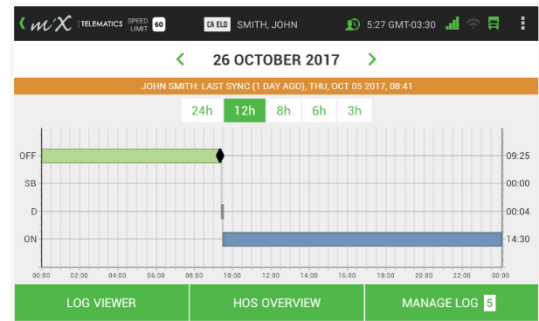 m'X TELEMATICS SPEED LIMIT 60 CA ELD SMITH, JOHN 5:27 GMT-03:30
26 OCTOBER 2017
JOHN SMITH: LAST SYNC (1 DAY AGO), THU, OCT 05 2017, 08:41
24h 12h 8h 6h 3h
OFF 09:25
SB 00:00
D 00:04
ON 14:30
00:00 02:00 04:00 06:00 08:00 10:00 12:00 14:00 16:00 18:00 20:00 22:00 00:00
LOG VIEWER HOS OVERVIEW MANAGE LOG 5